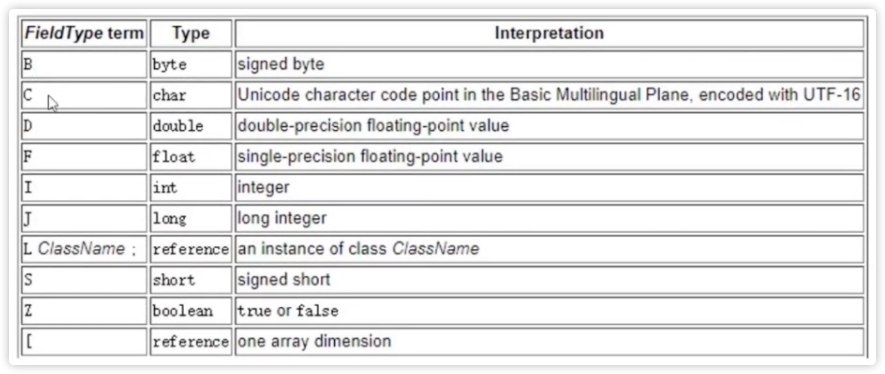 FieldType term Type Interpretation
B byte signed byte
C char Unicode character code point in the Basic Multilingual Plane, encoded with UTF-16
D double double-precision floating-point value
F float single-precision floating-point value
I int integer
J long long integer
L ClassName ; reference an instance of class ClassName
S short signed short
Z boolean true or false
[ reference one array dimension